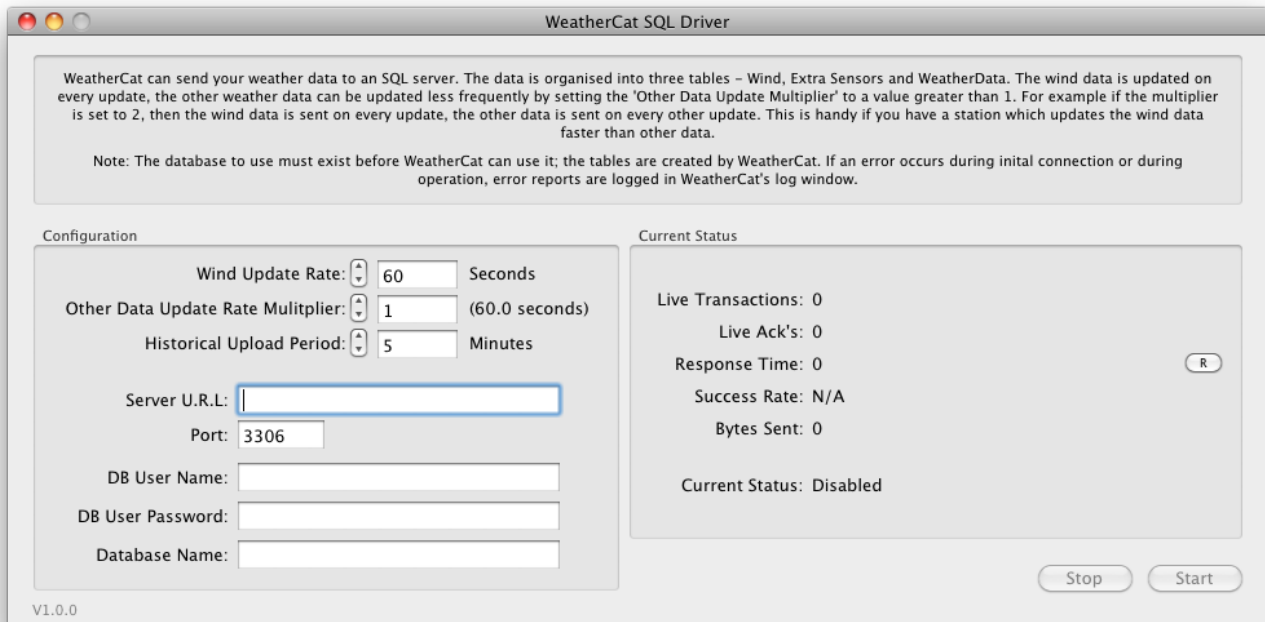 WeatherCat SQL Driver
WeatherCat can send your weather data to an SQL server. The data is organised into three tables – Wind, Extra Sensors and WeatherData. The wind data is updated on
every update, the other weather data can be updated less frequently by setting the 'Other Data Update Multiplier' to a value greater than 1. For example if the multiplier
is set to 2, then the wind data is sent on every update, the other data is sent on every other update. This is handy if you have a station which updates the wind data
faster than other data.
Note: The database to use must exist before WeatherCat can use it; the tables are created by WeatherCat. If an error occurs during inital connection or during
operation, error reports are logged in WeatherCat's log window.
Configuration
Wind Update Rate: 60 Seconds
Other Data Update Rate Mulitplier: 1 (60.0 seconds)
Historical Upload Period: 5 Minutes
Server U.R.L:
Port: 3306
DB User Name:
DB User Password:
Database Name:
Current Status
Live Transactions: 0
Live Ack's: 0
Response Time: 0
R
Success Rate: N/A
Bytes Sent: 0
Current Status: Disabled
Stop
Start
V1.0.0